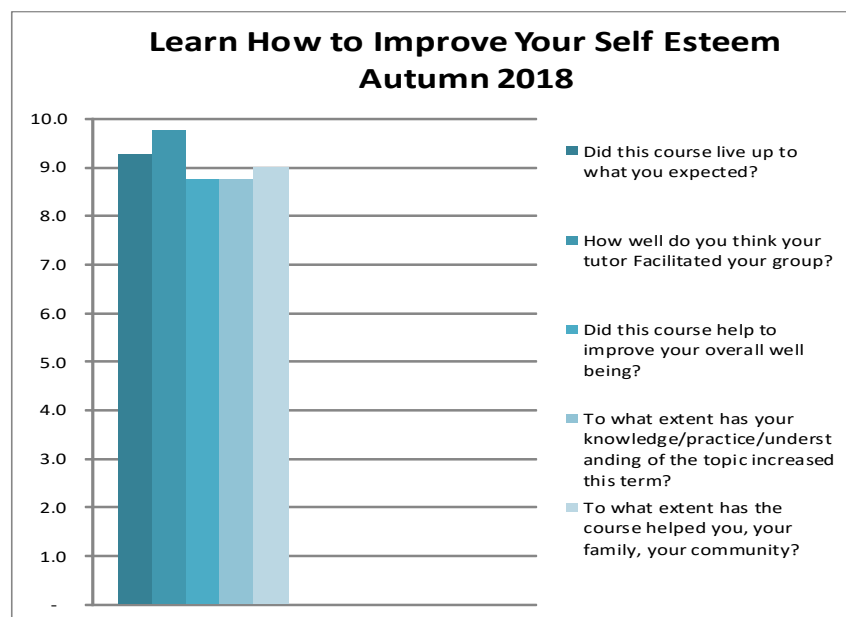 Learn How to Improve Your Self Esteem
Autumn 2018
10.0
9.0
8.0
7.0
6.0
5.0
4.0
3.0
2.0
1.0
-
Did this course live up to
what you expected?
How well do you think your
tutor Facilitated your group?
Did this course help to
improve your overall well
being?
To what extent has your
knowledge/practice/underst
anding of the topic increased
this term?
To what extent has the
course helped you, your
family, your community?